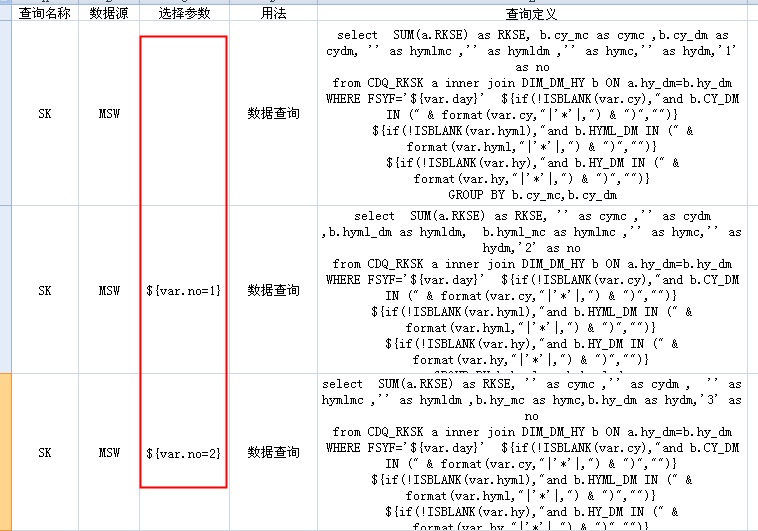 查询名称 数据源 选择参数 用法 查询定义
SK MSW 数据查询
select  SUM(a.RKSE) as RKSE, b.cy_mc as cymc ,b.cy_dm as
cydm, '' as hymlmc ,'' as hymldm ,'' as hymc,'' as hydm,'1'
as no
from CDQ_RKSK a inner join DIM_DM_HY b ON a.hy_dm=b.hy_dm
WHERE FSYF='${var.day}'  ${if(!ISBLANK(var.cy),"and b.CY_DM
IN (" & format(var.cy,"|'*'|,") & ")","")}
${if(!ISBLANK(var.hyml),"and b.HYML_DM IN (" &
format(var.hyml,"|'*'|,") & ")","")}
${if(!ISBLANK(var.hy),"and b.HY_DM IN (" &
format(var.hy,"|'*'|,") & ")","")}
GROUP BY b.cy_mc,b.cy_dm
SK MSW ${var.no=1} 数据查询
select  SUM(a.RKSE) as RKSE, '' as cymc ,'' as cydm
,b.hyml_dm as hymldm,  b.hyml_mc as hymlmc ,'' as hymc,'' as
hydm,'2' as no
from CDQ_RKSK a inner join DIM_DM_HY b ON a.hy_dm=b.hy_dm
WHERE FSYF='${var.day}'  ${if(!ISBLANK(var.cy),"and b.CY_DM
IN (" & format(var.cy,"|'*'|,") & ")","")}
${if(!ISBLANK(var.hyml),"and b.HYML_DM IN (" &
format(var.hyml,"|'*'|,") & ")","")}
${if(!ISBLANK(var.hy),"and b.HY_DM IN (" &
format(var.hy,"|'*'|,") & ")","")}
SK MSW ${var.no=2} 数据查询
select  SUM(a.RKSE) as RKSE, '' as cymc ,'' as cydm ,  '' as
hymlmc ,'' as hymldm ,b.hy_mc as hymc,b.hy_dm as hydm,'3' as
no
from CDQ_RKSK a inner join DIM_DM_HY b ON a.hy_dm=b.hy_dm
WHERE FSYF='${var.day}'  ${if(!ISBLANK(var.cy),"and b.CY_DM
IN (" & format(var.cy,"|'*'|,") & ")","")}
${if(!ISBLANK(var.hyml),"and b.HYML_DM IN (" &
format(var.hyml,"|'*'|,") & ")","")}
${if(!ISBLANK(var.hy),"and b.HY_DM IN (" &
format(var.hy,"|'*'|,") & ")","")}